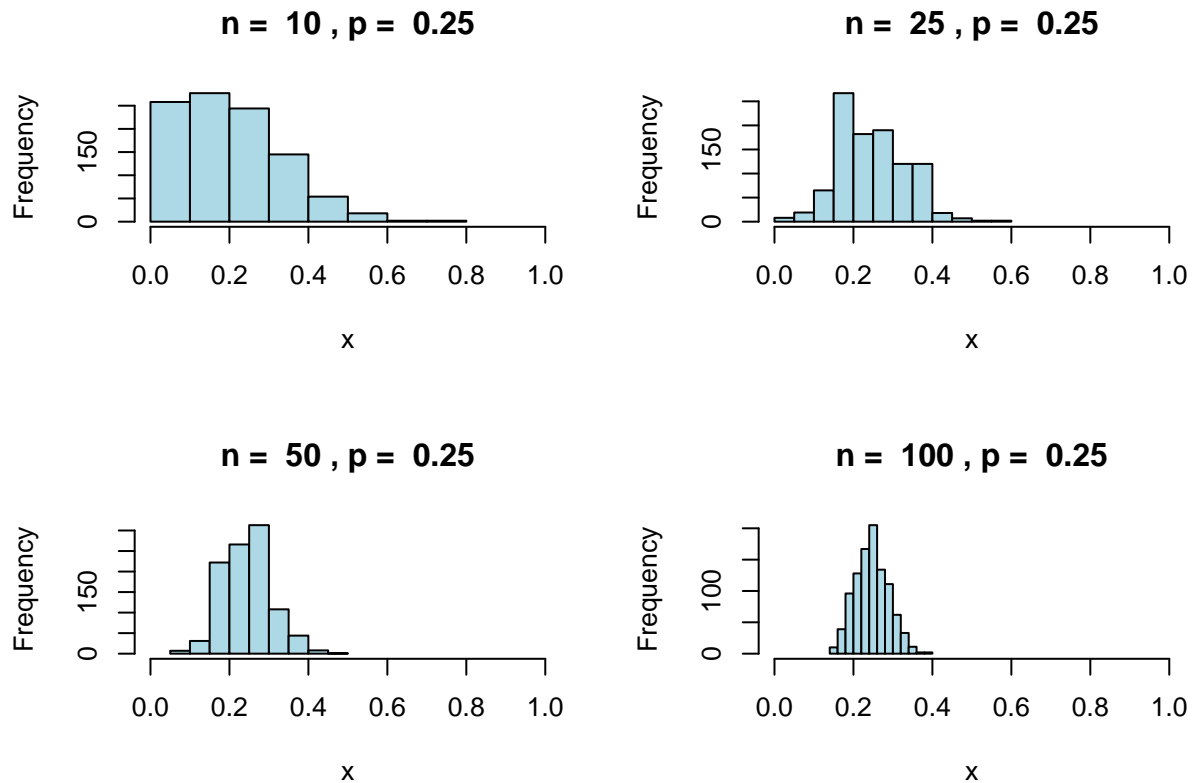 n =  10 , p =  0.25
Frequency
150
0
0.0 0.2 0.4 0.6 0.8 1.0
x
n =  25 , p =  0.25
Frequency
150
0
0.0 0.2 0.4 0.6 0.8 1.0
x
n =  50 , p =  0.25
Frequency
150
0
0.0 0.2 0.4 0.6 0.8 1.0
x
n =  100 , p =  0.25
Frequency
100
0
0.0 0.2 0.4 0.6 0.8 1.0
x